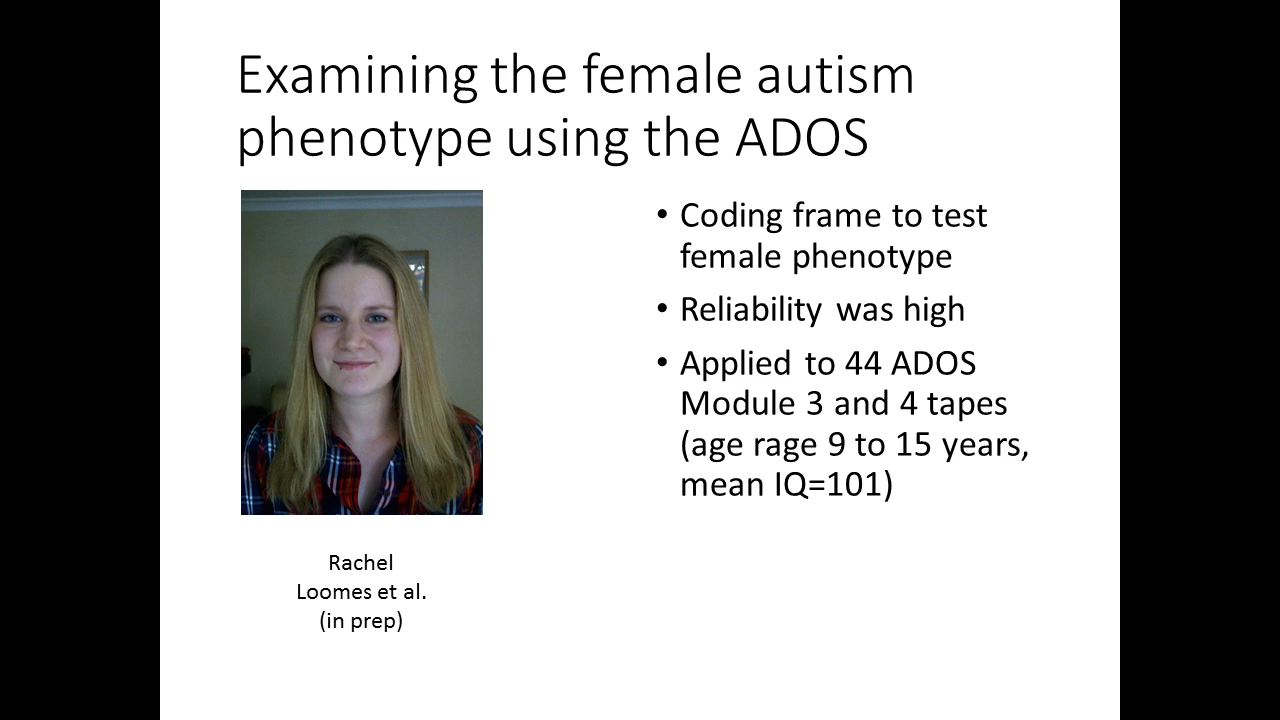 Examining the female autism
phenotype using the ADOS
• Coding frame to test
female phenotype
• Reliability was high
• Applied to 44 ADOS
Module 3 and 4 tapes
(age rage 9 to 15 years,
mean IQ=101)
Rachel
Loomes et al.
(in prep)